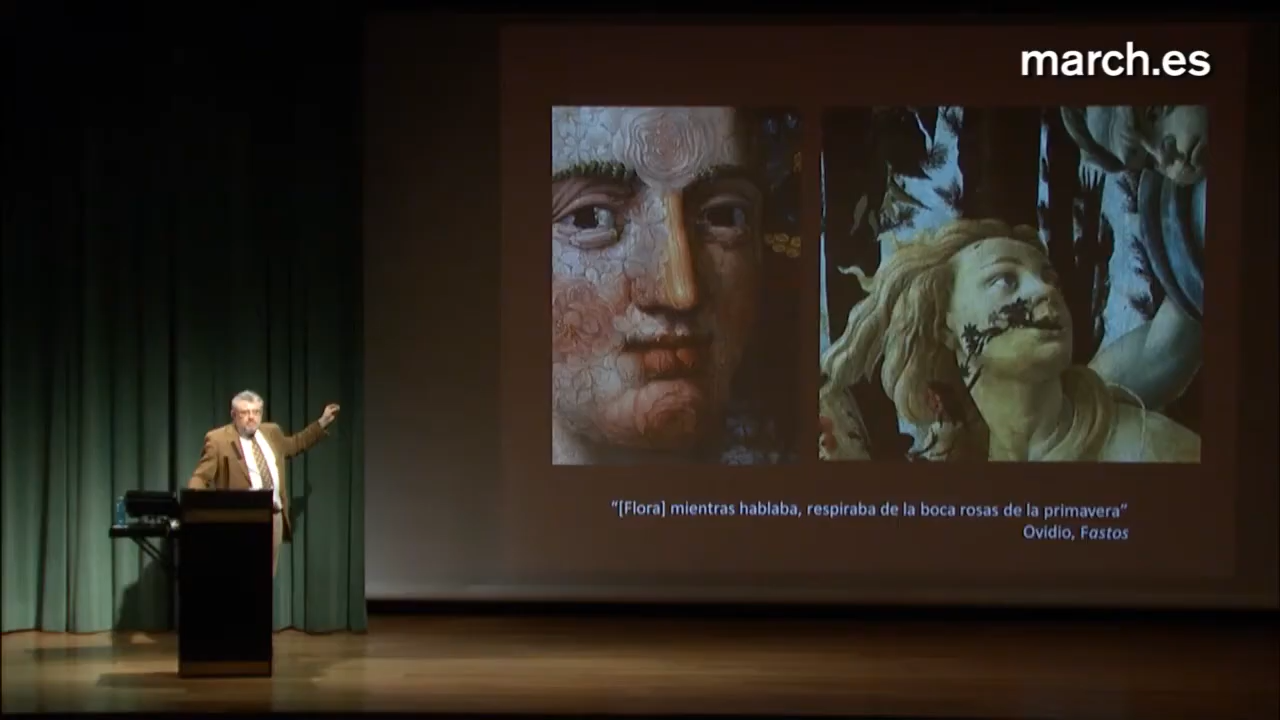 march.es
“[Flora] mientras hablaba, respiraba de la boca rosas de la primavera”
Ovidio, Fastos